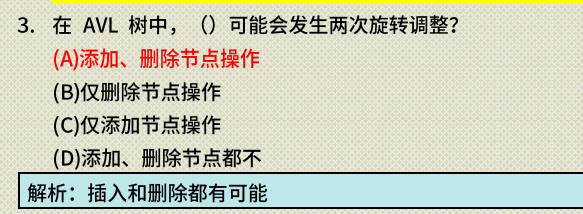 3. 在 AVL 树中，（）可能会发生两次旋转调整？
(A)添加、删除节点操作
(B)仅删除节点操作
(C)仅添加节点操作
(D)添加、删除节点都不
解析：插入和删除都有可能